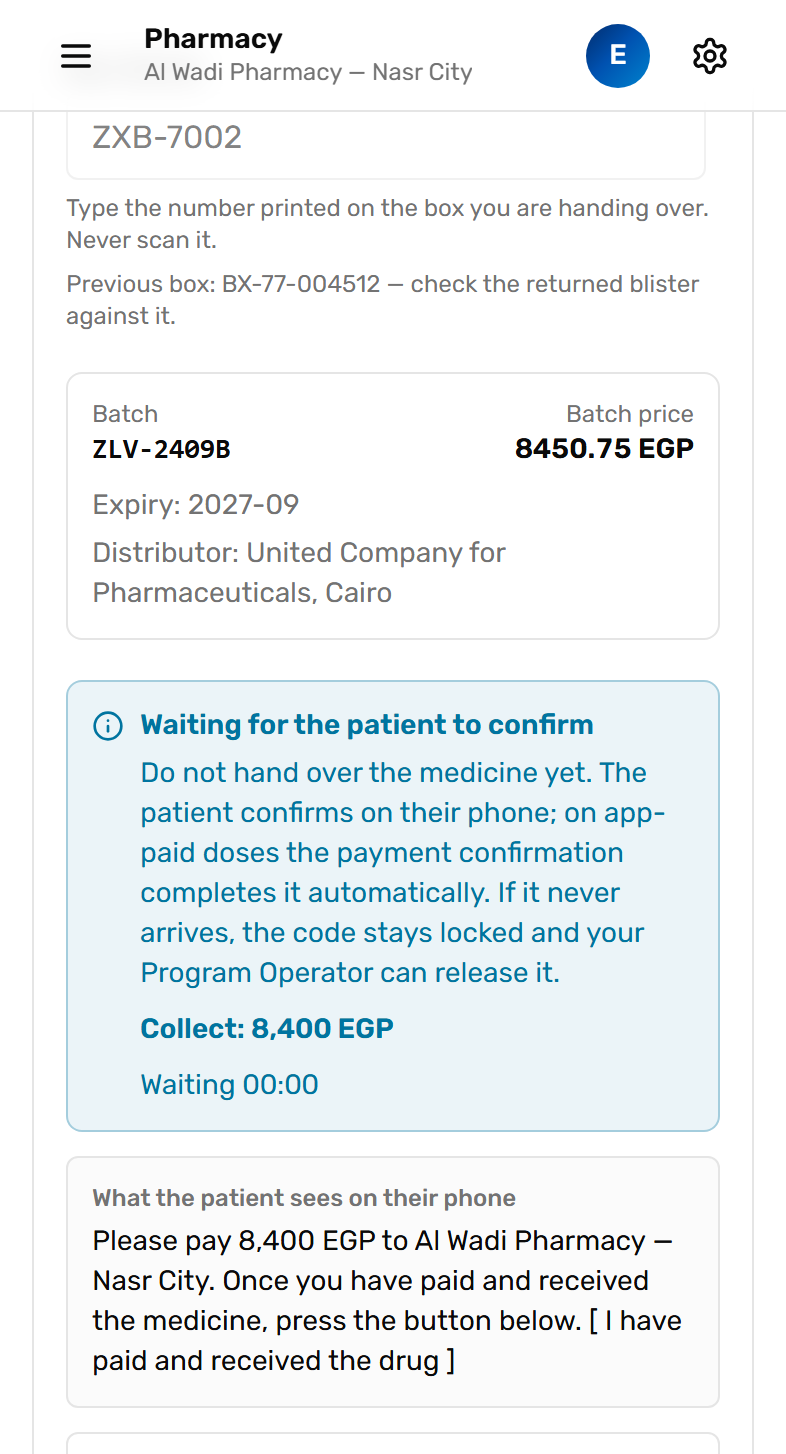 Pharmacy
Al Wadi Pharmacy — Nasr City
E
ZXB-7002
Type the number printed on the box you are handing over.
Never scan it.
Previous box: BX-77-004512 — check the returned blister
against it.
Batch
Batch price
ZLV-2409B
8450.75 EGP
Expiry: 2027-09
Distributor: United Company for
Pharmaceuticals, Cairo
Waiting for the patient to confirm
Do not hand over the medicine yet. The
patient confirms on their phone; on app-
paid doses the payment confirmation
completes it automatically. If it never
arrives, the code stays locked and your
Program Operator can release it.
Collect: 8,400 EGP
Waiting 00:00
What the patient sees on their phone
Please pay 8,400 EGP to Al Wadi Pharmacy —
Nasr City. Once you have paid and received
the medicine, press the button below. [ I have
paid and received the drug ]